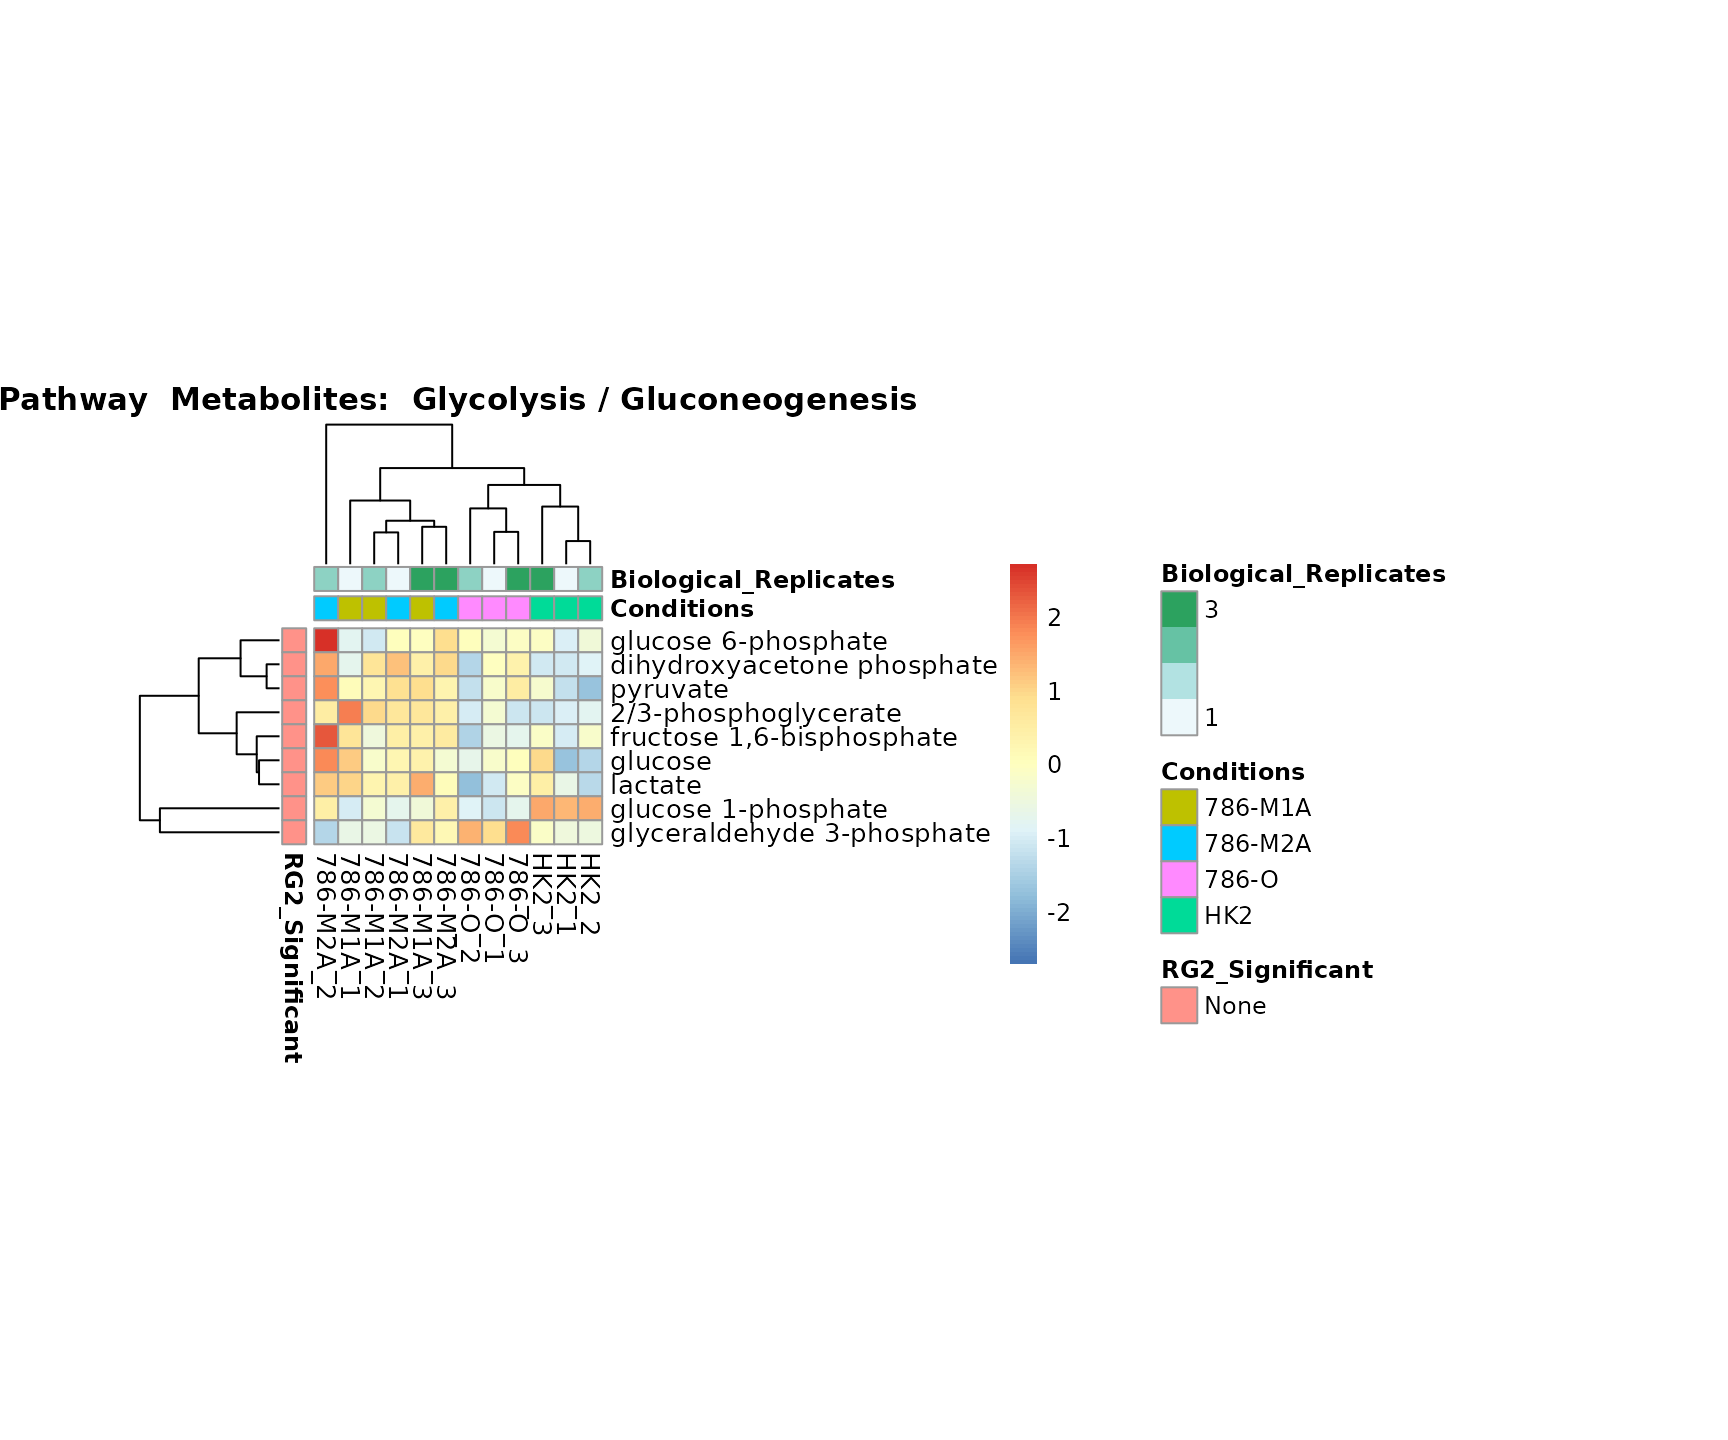 Pathway  Metabolites:  Glycolysis / Gluconeogenesis
Biological_Replicates
Conditions
glucose 6-phosphate
dihydroxyacetone phosphate
pyruvate
2/3-phosphoglycerate
fructose 1,6-bisphosphate
glucose
lactate
glucose 1-phosphate
glyceraldehyde 3-phosphate
RG2_Significant
786-M2A_2
786-M1A_1
786-M1A_2
786-M2A_1
786-M1A_3
786-M2A_3
786-O_2
786-O_1
786-O_3
HK2_3
HK2_1
HK2_2
2
1
0
-1
-2
Biological_Replicates
3
1
Conditions
786-M1A
786-M2A
786-O
HK2
RG2_Significant
None